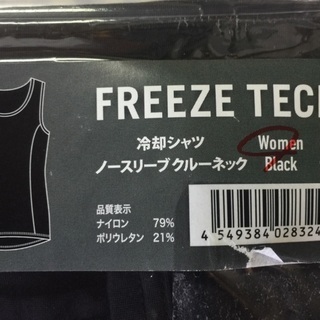 FREEZE TECH
冷却シャツ Women
ノースリーブクルーネック Black
品質表示
ナイロン 79%
ポリウレタン 21%
4 549384 02832